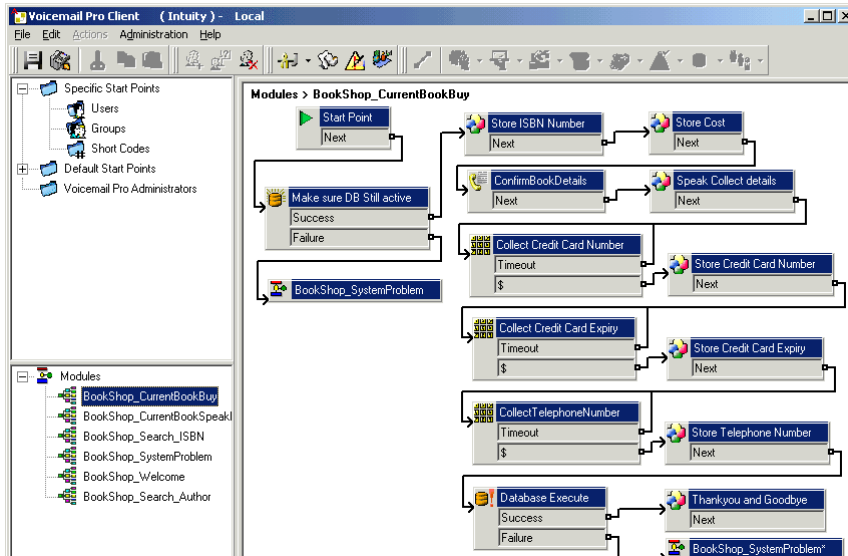 Voicemail Pro Client    ( Intuity ) -   Local
File Edit Actions Administration Help
Specific Start Points
Users
Groups
Short Codes
Default Start Points
Voicemail Pro Administrators
Modules
BookShop_CurrentBookBuy
BookShop_CurrentBookSpeakI
BookShop_Search_ISBN
BookShop_SystemProblem
BookShop_Welcome
BookShop_Search_Author
Modules > BookShop_CurrentBookBuy
Start Point
Next
Store ISBN Number
Next
Store Cost
Next
Make sure DB Still active
Success
Failure
ConfirmBookDetails
Next
Speak Collect details
Next
BookShop_SystemProblem
Collect Credit Card Number
Timeout
$
Store Credit Card Number
Next
Collect Credit Card Expiry
Timeout
$
Store Credit Card Expiry
Next
CollectTelephoneNumber
Timeout
$
Store Telephone Number
Next
Database Execute
Success
Failure
Thankyou and Goodbye
Next
BookShop_SystemProblem*